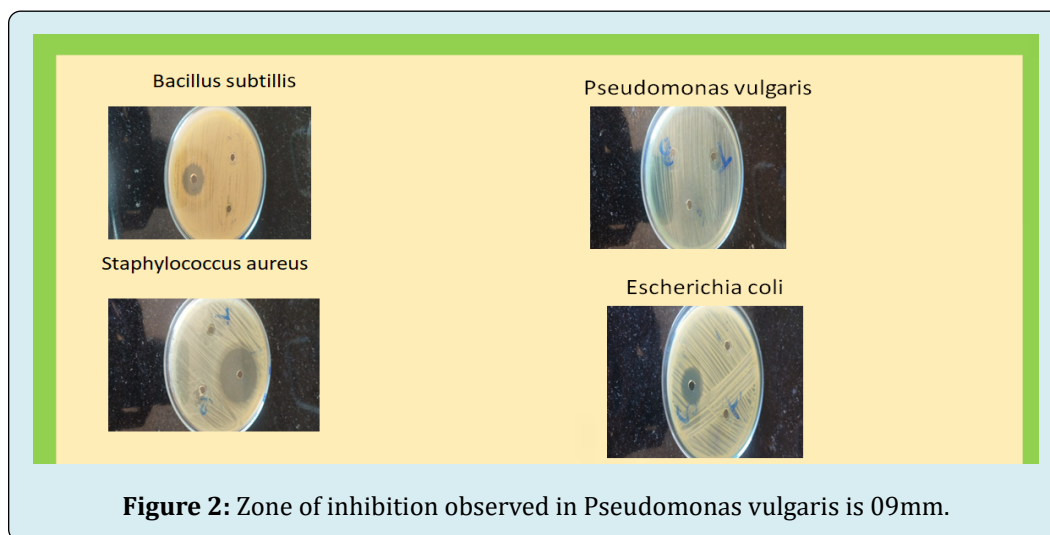 Bacillus subtillis
Pseudomonas vulgaris
Staphylococcus aureus
Escherichia coli
Figure 2: Zone of inhibition observed in Pseudomonas vulgaris is 09mm.